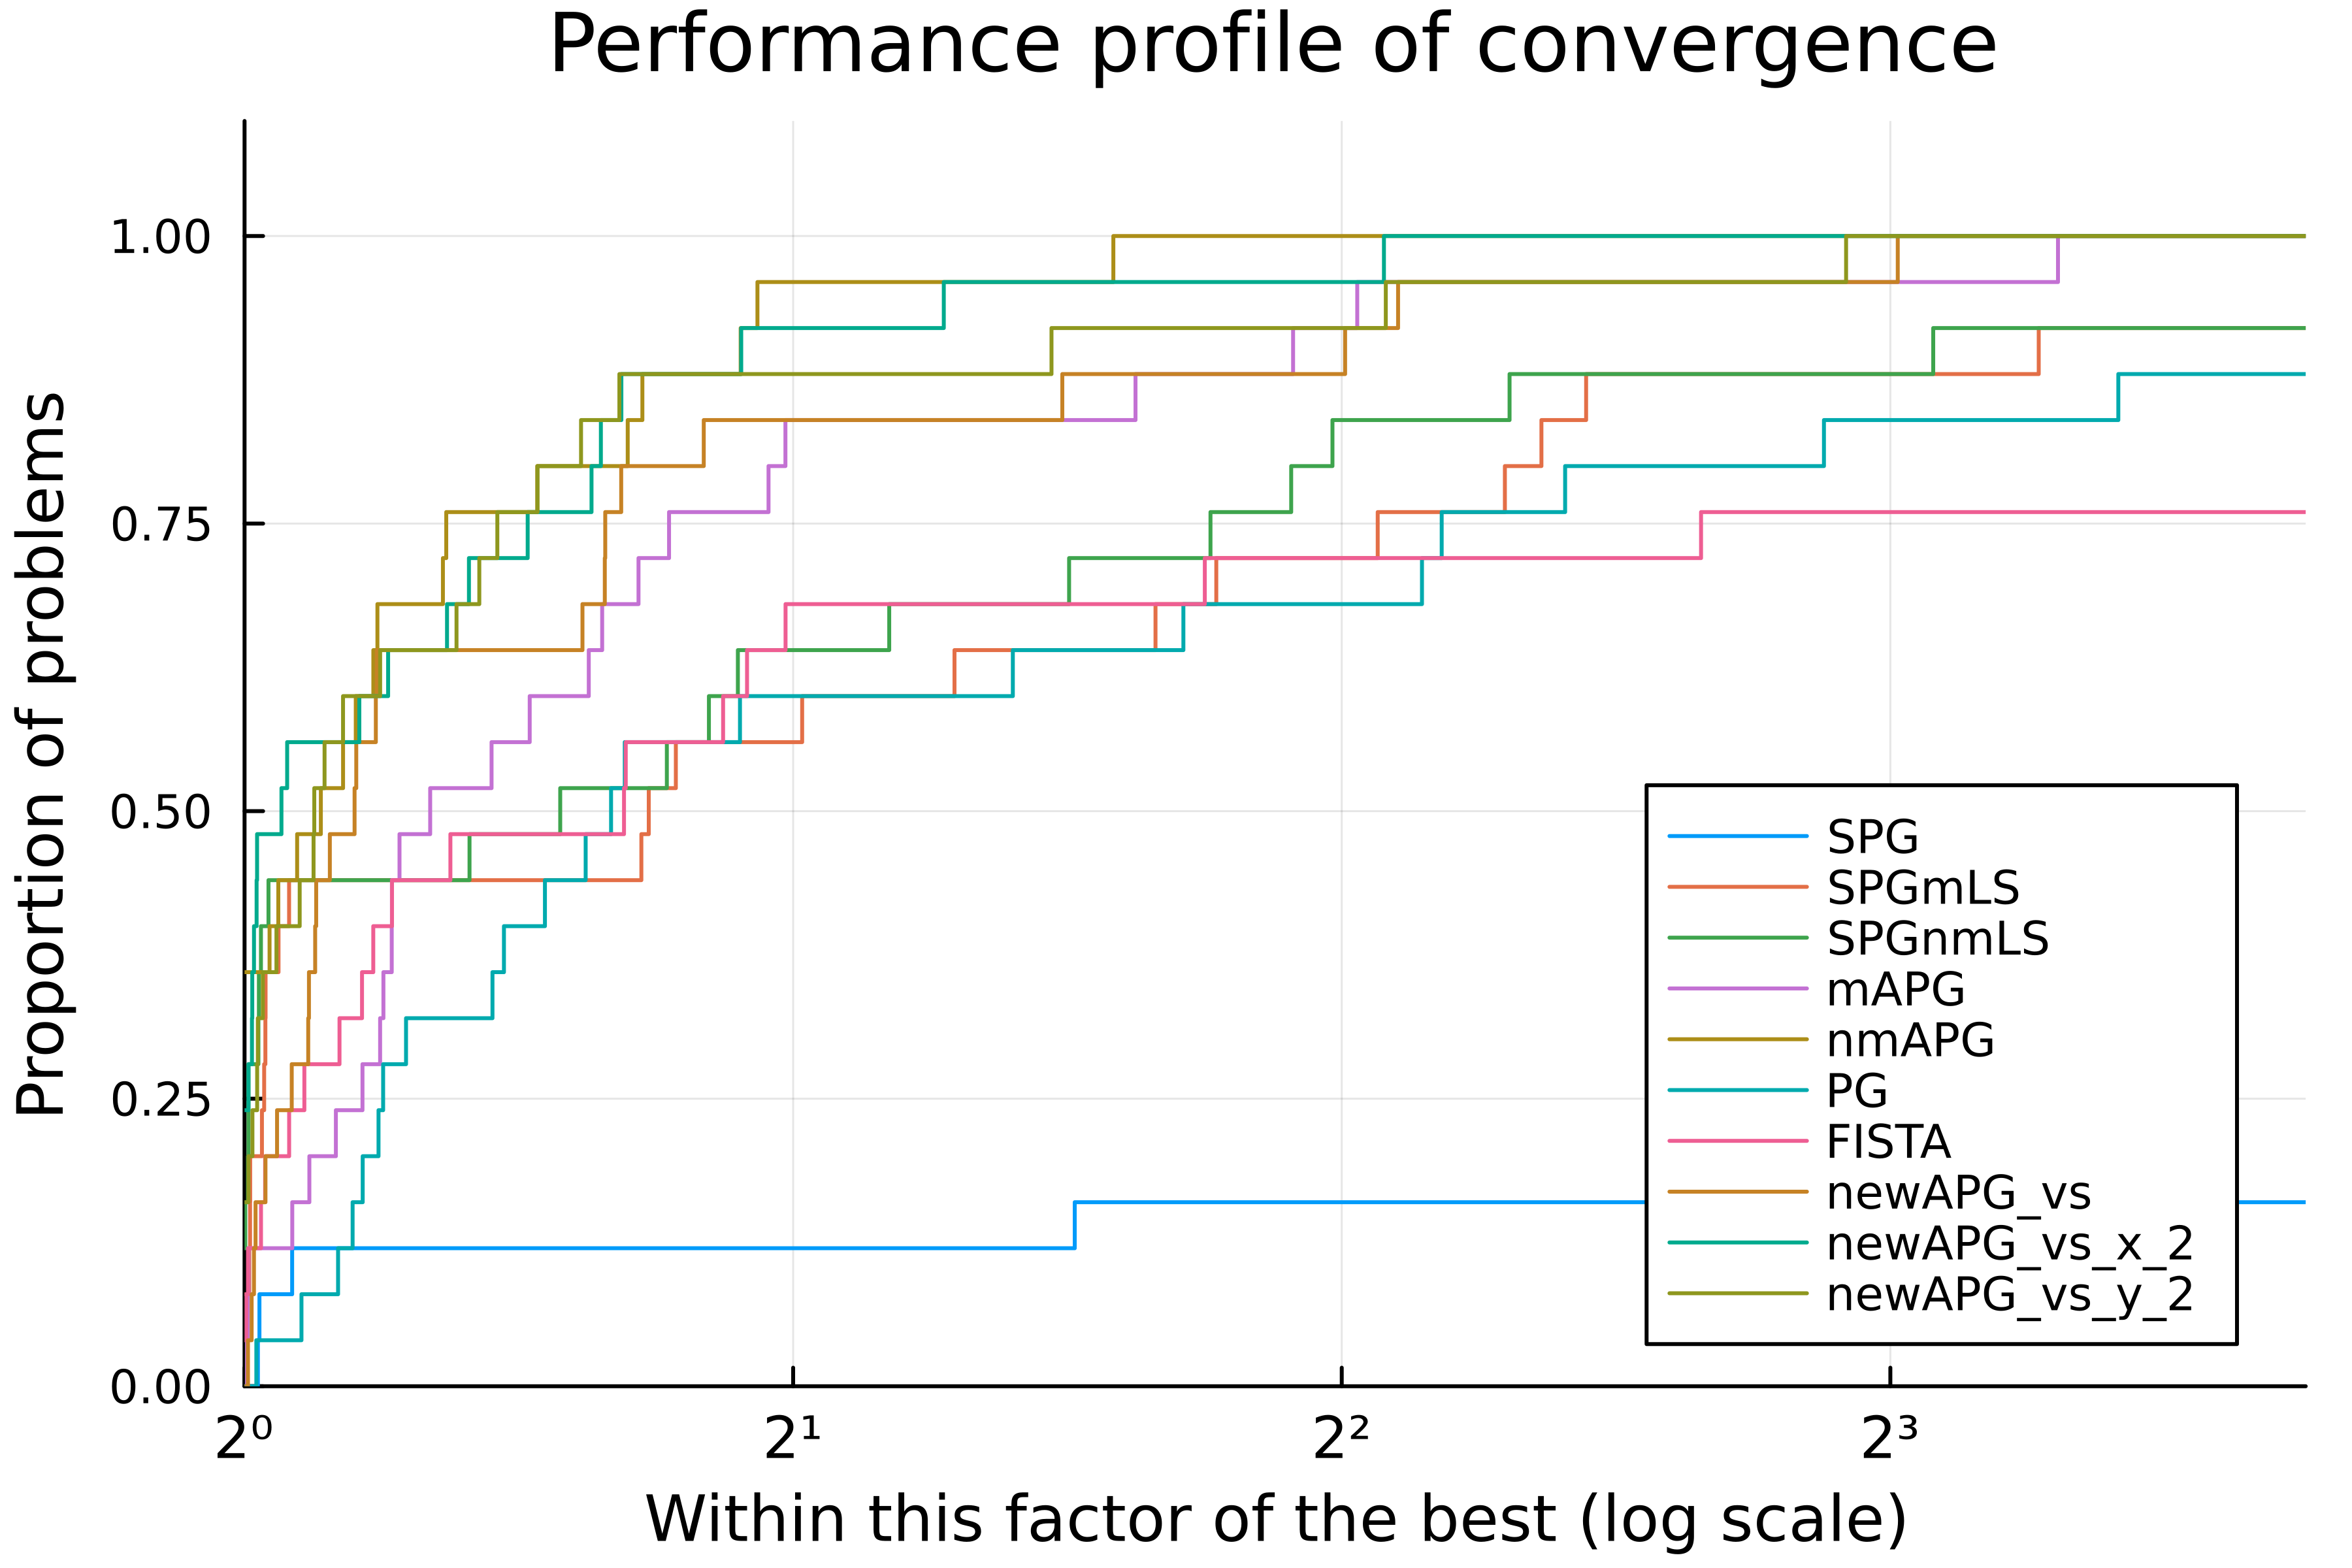 Performance profile of convergence
Proportion of problems
1.00
0.75
0.50
0.25
0.00
2⁰
2¹
2²
2³
Within this factor of the best (log scale)
SPG
SPGmLS
SPGnmLS
mAPG
nmAPG
PG
FISTA
newAPG_vs
newAPG_vs_x_2
newAPG_vs_y_2